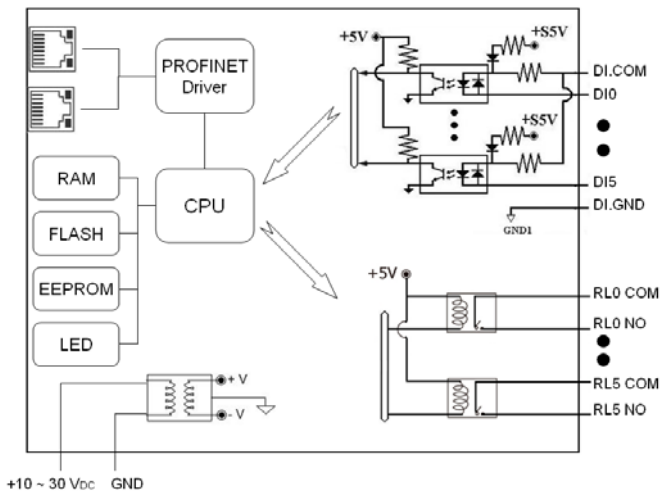 PROFINET
Driver
CPU
RAM
FLASH
EEPROM
LED
+5V
+S5V
DI.COM
DI0
+S5V
DI5
DI.GND
GND1
+5V
RL0 COM
RL0 NO
RL5 COM
RL5 NO
+ V
- V
+10 ~ 30 VDC
GND